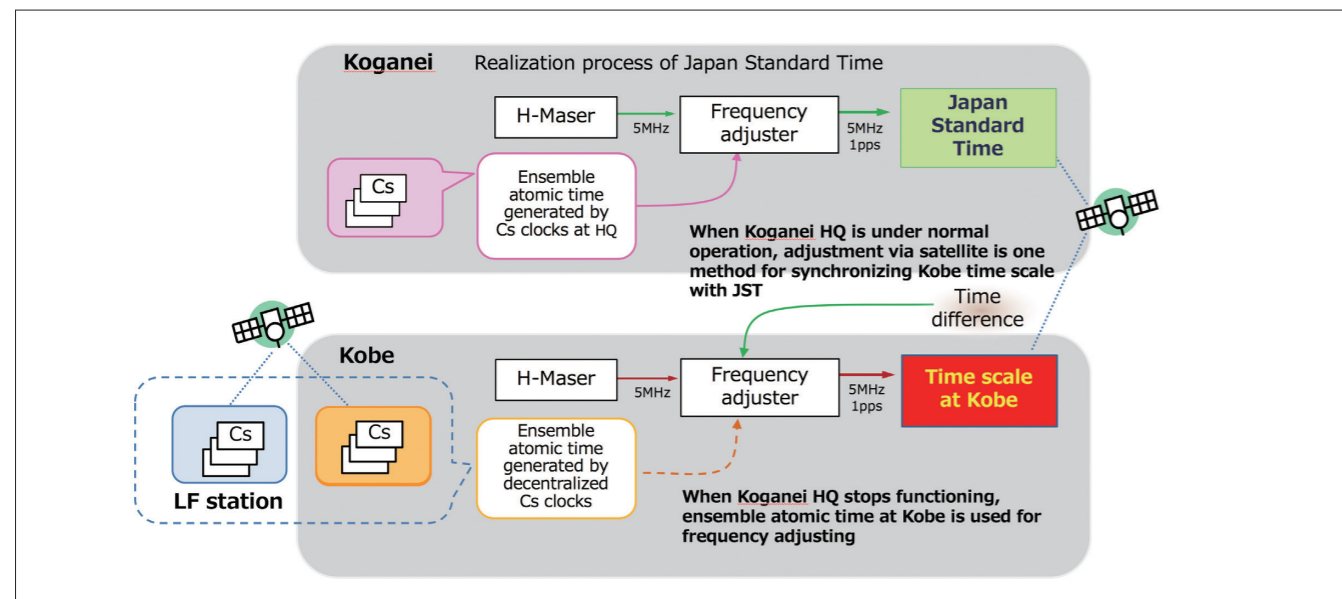 Koganei
Realization process of Japan Standard Time
H-Maser
5MHz
Frequency
adjuster
5MHz
1pps
Japan
Standard
Time
Cs
Ensemble
atomic time
generated by
Cs clocks at HQ
When Koganei HQ is under normal
operation, adjustment via satellite is one
method for synchronizing Kobe time scale
with JST
Time
difference
Kobe
H-Maser
5MHz
Frequency
adjuster
5MHz
1pps
Time scale
at Kobe
Cs
Cs
LF station
Ensemble
atomic time
generated by
decentralized
Cs clocks
When Koganei HQ stops functioning,
ensemble atomic time at Kobe is used for
frequency adjusting